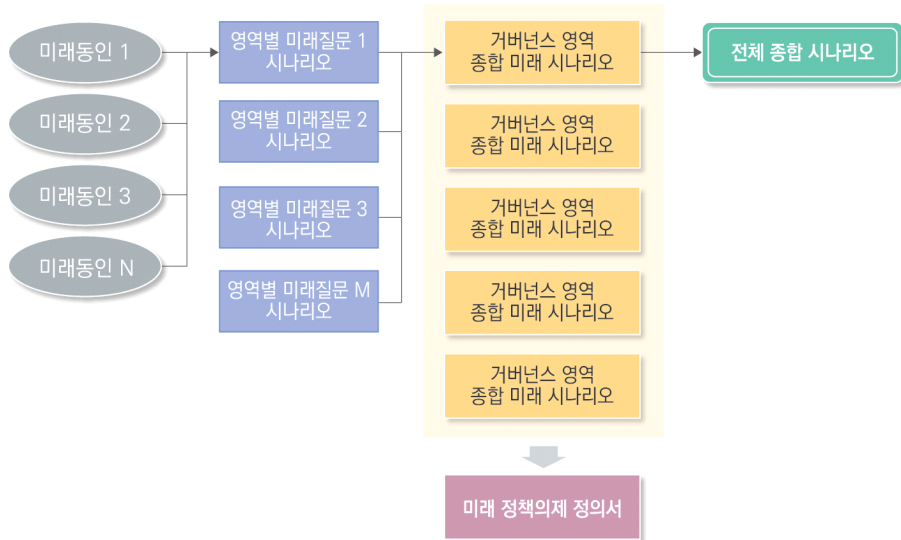 미래동인 1
미래동인 2
미래동인 3
미래동인 N
영역별 미래질문 1
시나리오
영역별 미래질문 2
시나리오
영역별 미래질문 3
시나리오
영역별 미래질문 M
시나리오
거버넌스 영역
종합 미래 시나리오
거버넌스 영역
종합 미래 시나리오
거버넌스 영역
종합 미래 시나리오
거버넌스 영역
종합 미래 시나리오
거버넌스 영역
종합 미래 시나리오
전체 종합 시나리오
미래 정책의제 정의서